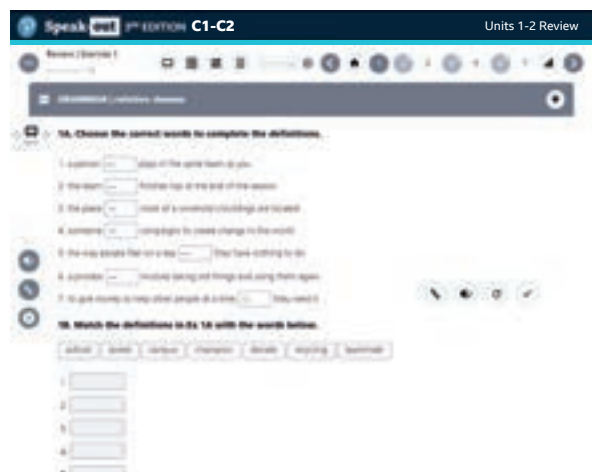 Speakout 3RD EDITION C1-C2 Units 1-2 Review
Review | Exercise 1
GRAMMAR | relative clauses
1A. Choose the correct words to complete the definitions.
1. a person plays in the same team as you
2. the team finishes top at the end of the season
3. the place most of a university's buildings are located
4. someone campaigns to create change in the world
5. the way people feel on a day they have nothing to do
6. a process involves taking old things and using them again
7. to give money to help other people at a time they need it
1B. Match the definitions in Ex 1A with the words below.
activist bored campus champion donate recycling teammate
1
2
3
4